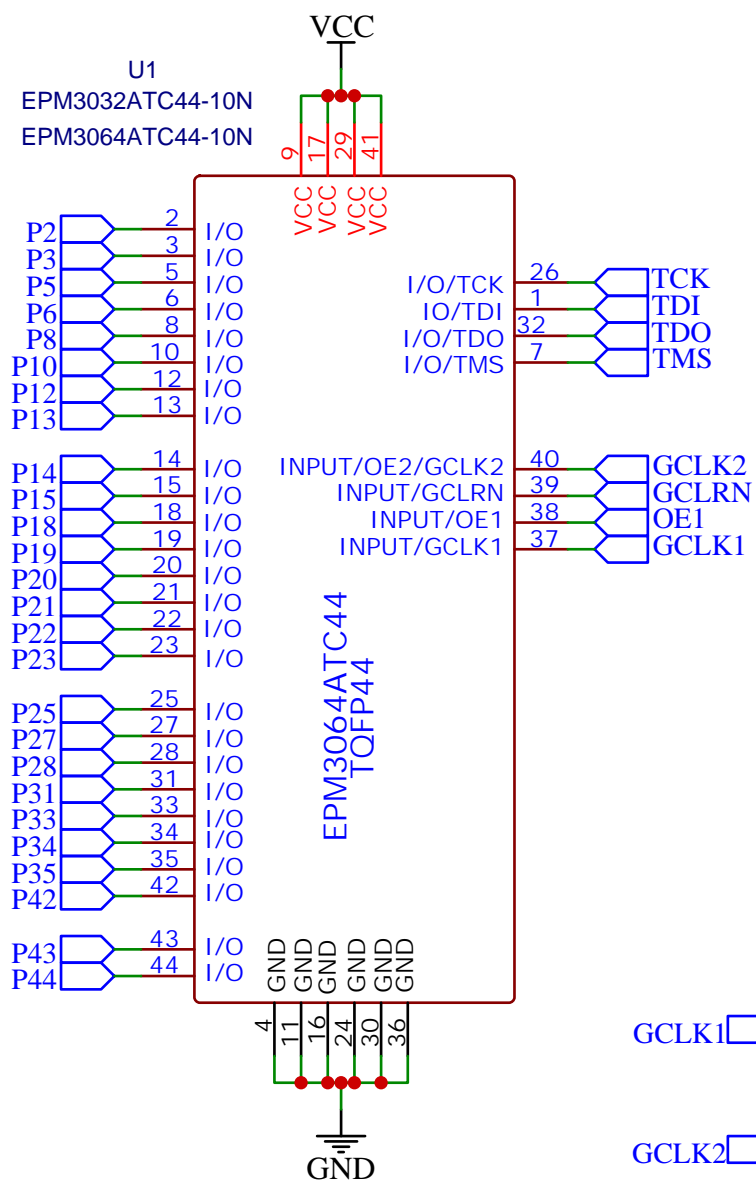 VCC
U1
EPM3032ATC44-10N
EPM3064ATC44-10N
9 17 29 41
VCC VCC VCC VCC
P2 2 I/O
P3 3 I/O
P5 5 I/O
P6 6 I/O
P8 8 I/O
P10 10 I/O
P12 12 I/O
P13 13 I/O
I/O/TCK 26 TCK
IO/TDI 1 TDI
I/O/TDO 32 TDO
I/O/TMS 7 TMS
P14 14 I/O
P15 15 I/O
P18 18 I/O
P19 19 I/O
P20 20 I/O
P21 21 I/O
P22 22 I/O
P23 23 I/O
INPUT/OE2/GCLK2 40 GCLK2
INPUT/GCLRN 39 GCLRN
INPUT/OE1 38 OE1
INPUT/GCLK1 37 GCLK1
EPM3064ATC44
TQFP44
P25 25 I/O
P27 27 I/O
P28 28 I/O
P31 31 I/O
P33 33 I/O
P34 34 I/O
P35 35 I/O
P42 42 I/O
P43 43 I/O
P44 44 I/O
GND GND GND GND GND GND
4 11 16 24 30 36
GND
GCLK1
GCLK2